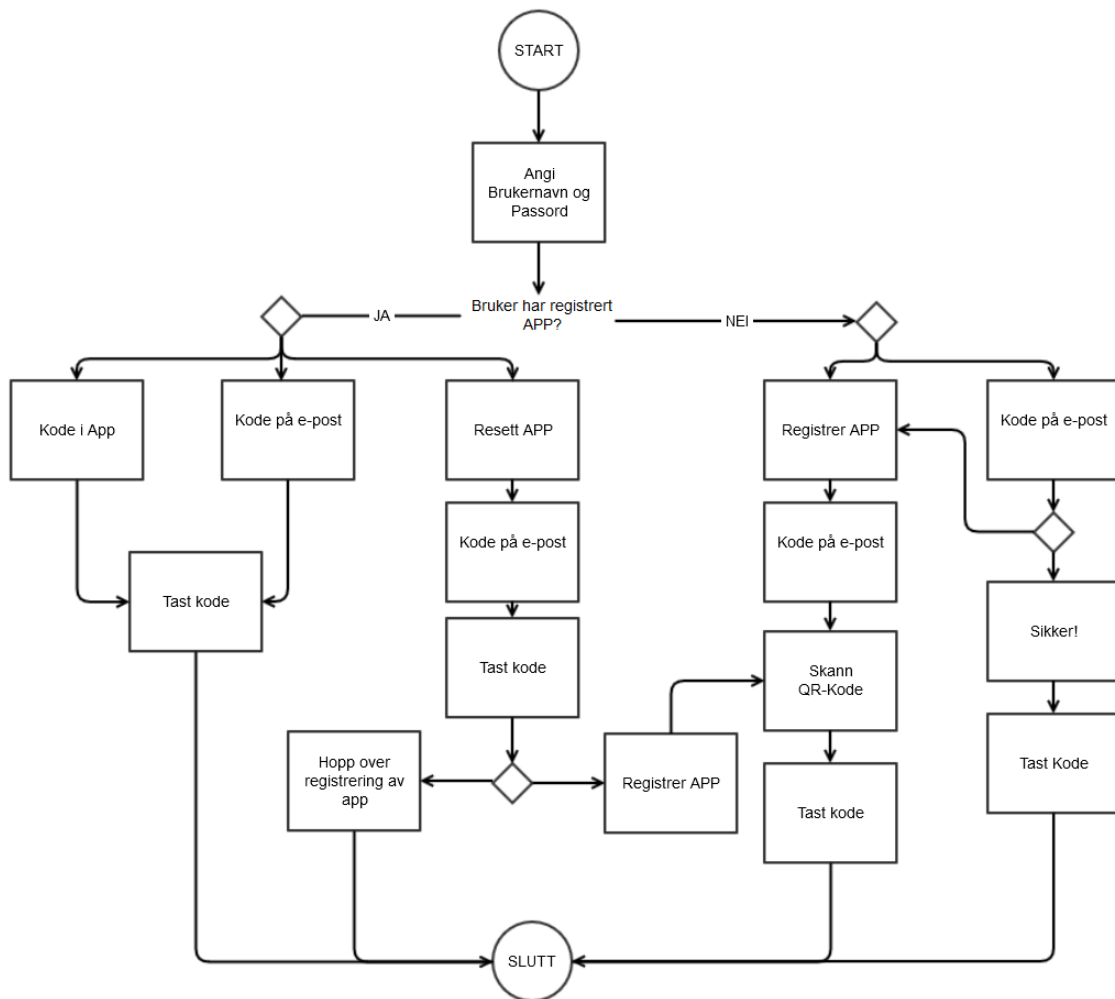 START
Angi
Brukernavn og
Passord
Bruker har registrert
APP?
JA
NEI
Kode i App
Kode på e-post
Resett APP
Registrer APP
Kode på e-post
Kode på e-post
Kode på e-post
Tast kode
Sikker!
Tast kode
Skann
QR-Kode
Hopp over
registrering av
app
Registrer APP
Tast kode
Tast Kode
SLUTT